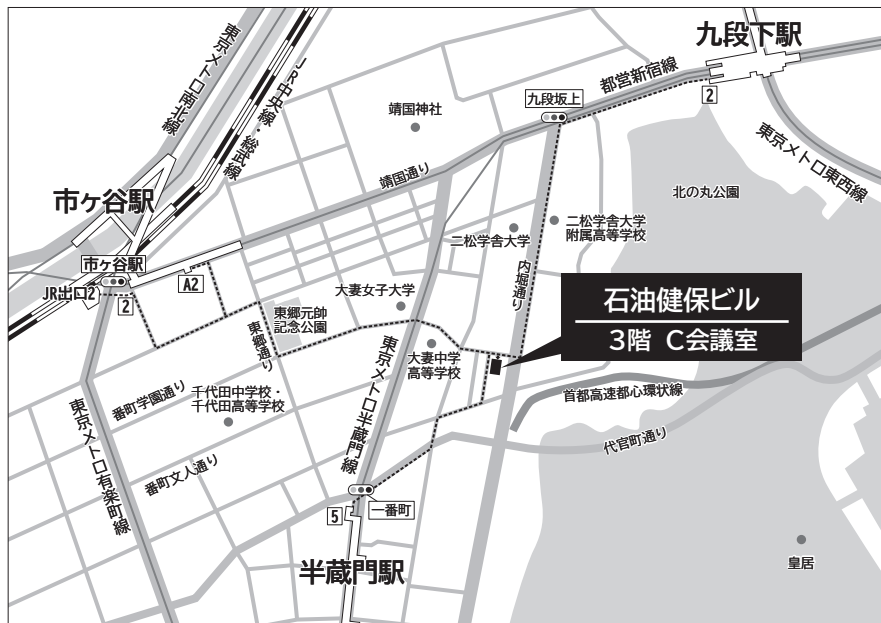 九段下駅
東京メトロ南北線
JR中央線・総武線
都営新宿線
九段坂上
2
靖国神社
東京メトロ東西線
靖国通り
北の丸公園
市ヶ谷駅
二松学舎大学
二松学舎大学
附属高等学校
内堀通り
市ヶ谷駅
A2
JR出口2
2
大妻女子大学
石油健保ビル
3階 C会議室
東郷元帥
記念公園
東郷通り
大妻中学
高等学校
東京メトロ半蔵門線
首都高速都心環状線
番町学園通り
千代田中学校・
千代田高等学校
代官町通り
東京メトロ有楽町線
番町文人通り
一番町
5
半蔵門駅
皇居